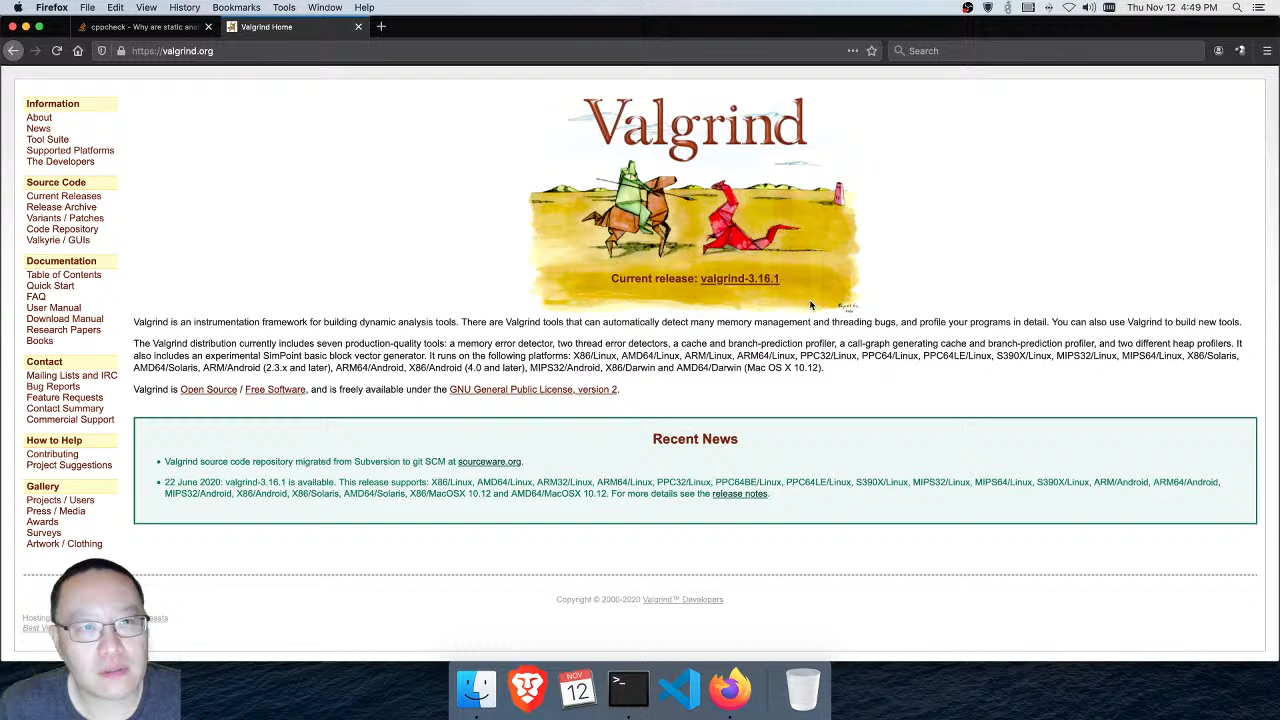 Firefox File Edit View History Bookmarks Tools Window Help
Thu Nov 12 4:49 PM
cppcheck - Why are static anal
Valgrind Home
https://valgrind.org
Search
Information
About
News
Tool Suite
Supported Platforms
The Developers
Source Code
Current Releases
Release Archive
Variants / Patches
Code Repository
Valkyrie / GUIs
Documentation
Table of Contents
Quick Start
FAQ
User Manual
Download Manual
Research Papers
Books
Contact
Mailing Lists and IRC
Bug Reports
Feature Requests
Contact Summary
Commercial Support
How to Help
Contributing
Project Suggestions
Gallery
Projects / Users
Press / Media
Awards
Surveys
Artwork / Clothing
Valgrind
Current release: valgrind-3.16.1
Valgrind is an instrumentation framework for building dynamic analysis tools. There are Valgrind tools that can automatically detect many memory management and threading bugs, and profile your programs in detail. You can also use Valgrind to build new tools.
The Valgrind distribution currently includes seven production-quality tools: a memory error detector, two thread error detectors, a cache and branch-prediction profiler, a call-graph generating cache and branch-prediction profiler, and two different heap profilers. It
also includes an experimental SimPoint basic block vector generator. It runs on the following platforms: X86/Linux, AMD64/Linux, ARM/Linux, ARM64/Linux, PPC32/Linux, PPC64/Linux, PPC64LE/Linux, S390X/Linux, MIPS32/Linux, MIPS64/Linux, X86/Solaris,
AMD64/Solaris, ARM/Android (2.3.x and later), ARM64/Android, X86/Android (4.0 and later), MIPS32/Android, X86/Darwin and AMD64/Darwin (Mac OS X 10.12).
Valgrind is Open Source / Free Software, and is freely available under the GNU General Public License, version 2.
Recent News
• Valgrind source code repository migrated from Subversion to git SCM at sourceware.org.
• 22 June 2020: valgrind-3.16.1 is available. This release supports: X86/Linux, AMD64/Linux, ARM32/Linux, ARM64/Linux, PPC32/Linux, PPC64BE/Linux, PPC64LE/Linux, S390X/Linux, MIPS32/Linux, MIPS64/Linux, S390X/Linux, ARM/Android, ARM64/Android,
MIPS32/Android, X86/Android, X86/Solaris, AMD64/Solaris, X86/MacOSX 10.12 and AMD64/MacOSX 10.12. For more details see the release notes.
Copyright © 2000-2020 Valgrind™ Developers
Hosting
Best V
NOV
12